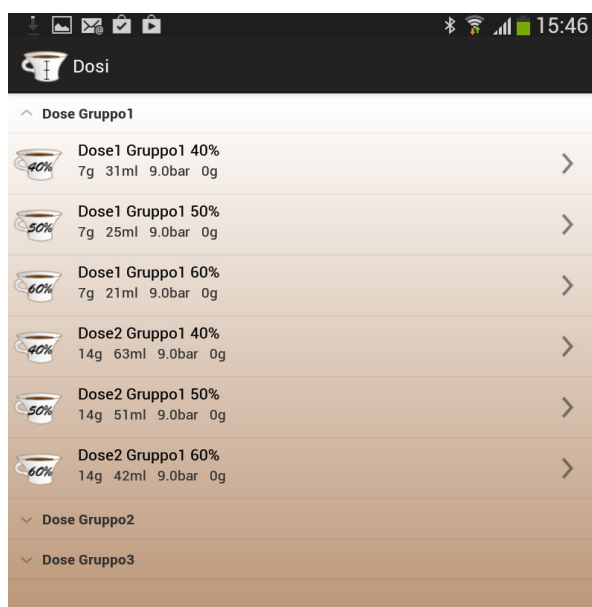 15:46
Dosi
Dose Gruppo1
Dose1 Gruppo1 40%
40%
7g 31ml 9.0bar 0g
Dose1 Gruppo1 50%
50%
7g 25ml 9.0bar 0g
Dose1 Gruppo1 60%
60%
7g 21ml 9.0bar 0g
Dose2 Gruppo1 40%
40%
14g 63ml 9.0bar 0g
Dose2 Gruppo1 50%
50%
14g 51ml 9.0bar 0g
Dose2 Gruppo1 60%
60%
14g 42ml 9.0bar 0g
Dose Gruppo2
Dose Gruppo3